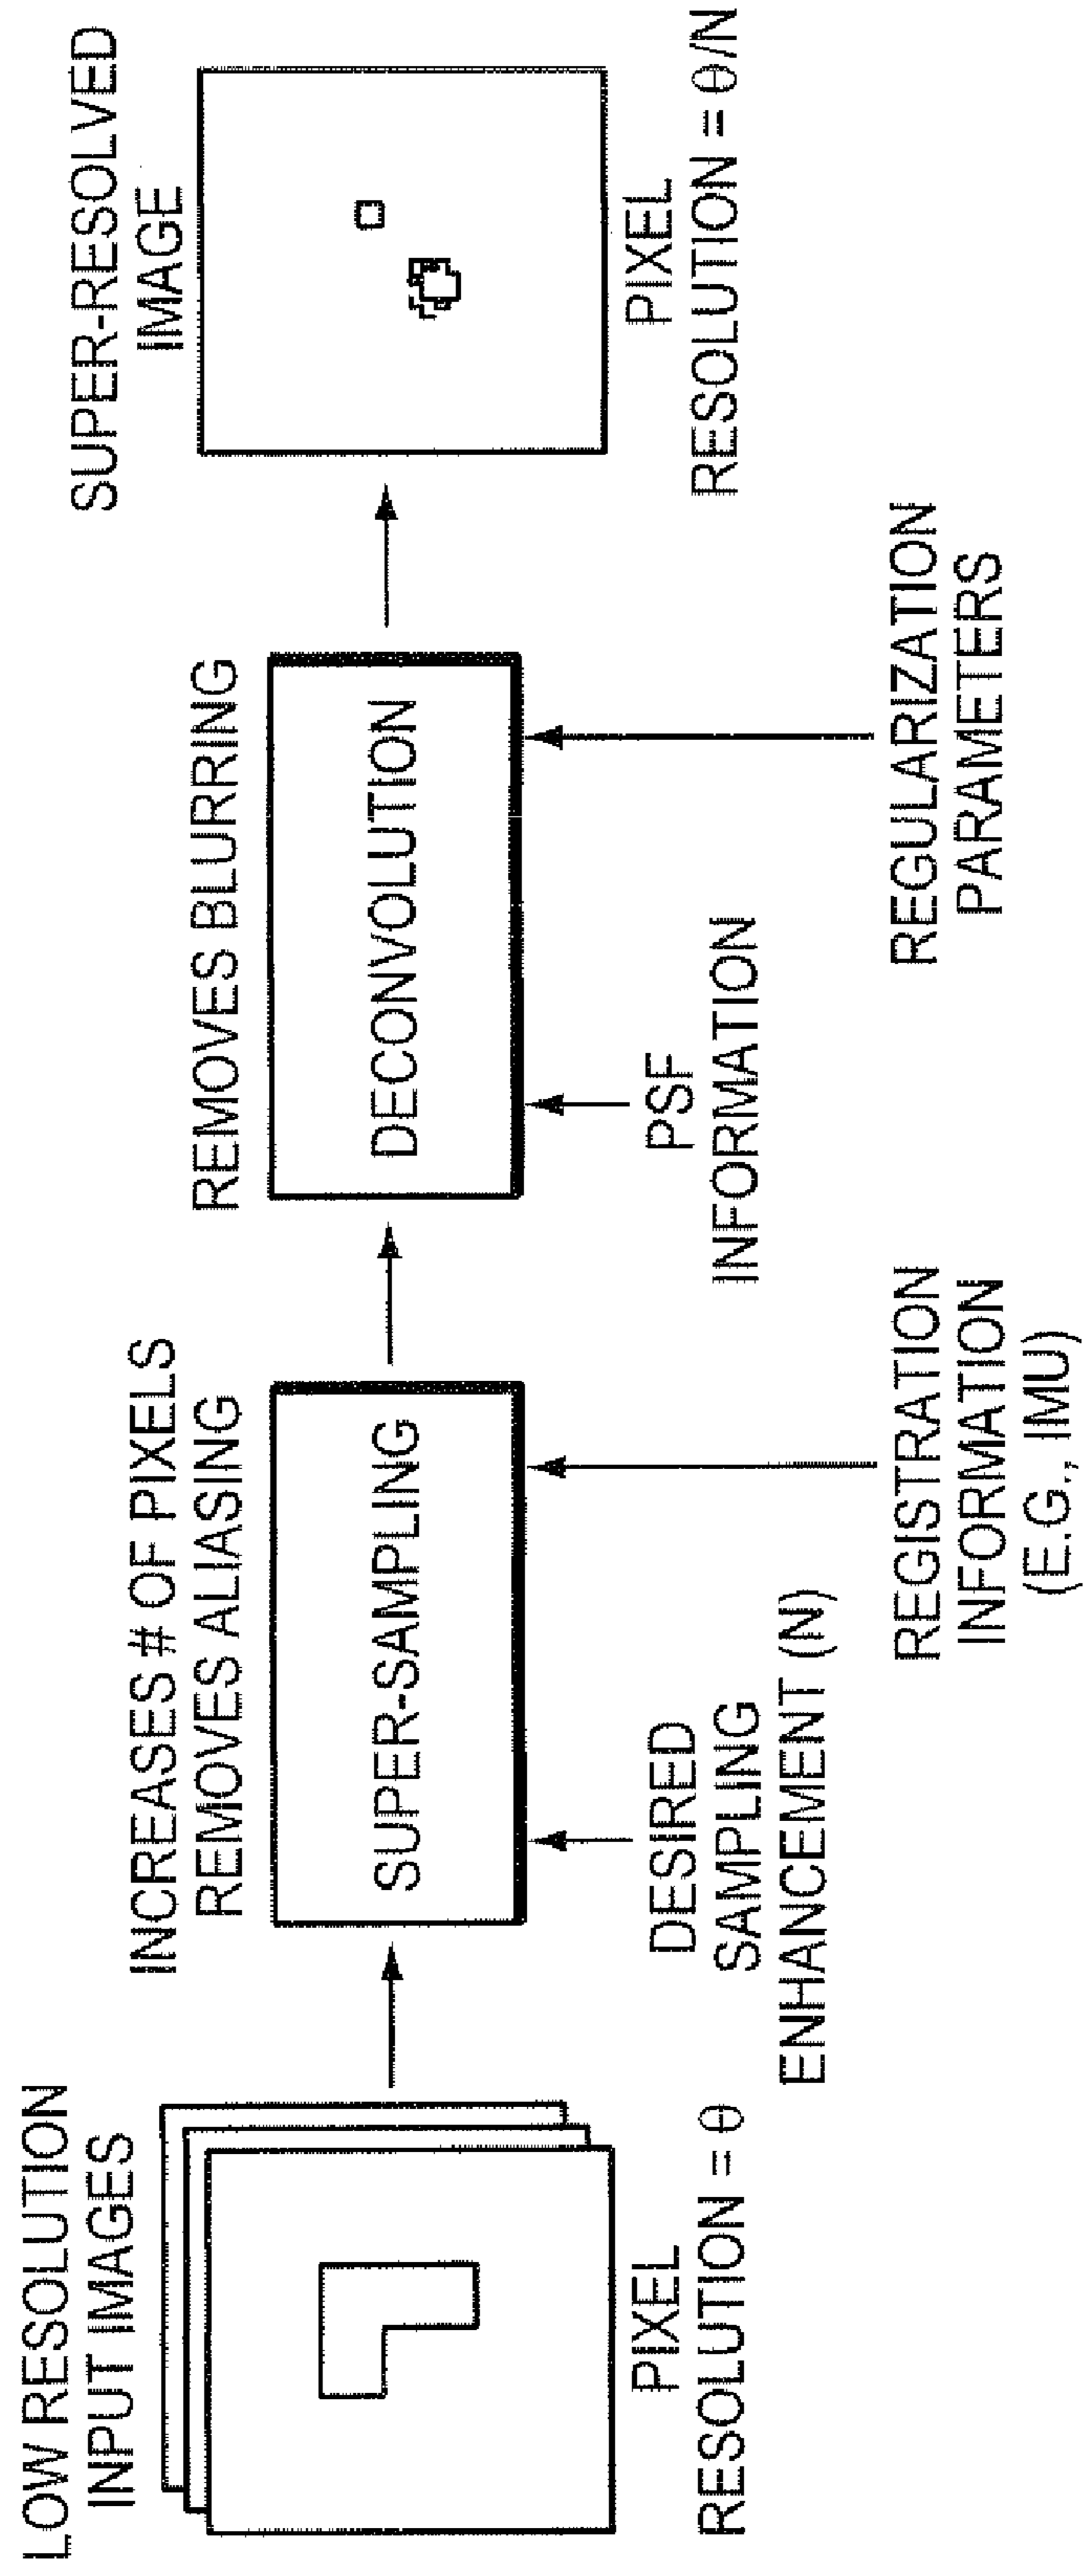 LOW RESOLUTION
INPUT IMAGES
PIXEL
RESOLUTION = θ
INCREASES # OF PIXELS
REMOVES ALIASING
SUPER-SAMPLING
DESIRED
SAMPLING
ENHANCEMENT (N)
REGISTRATION
INFORMATION
(E.G., IMU)
REMOVES BLURRING
DECONVOLUTION
PSF
INFORMATION
REGULARIZATION
PARAMETERS
SUPER-RESOLVED
IMAGE
PIXEL
RESOLUTION = θ/N